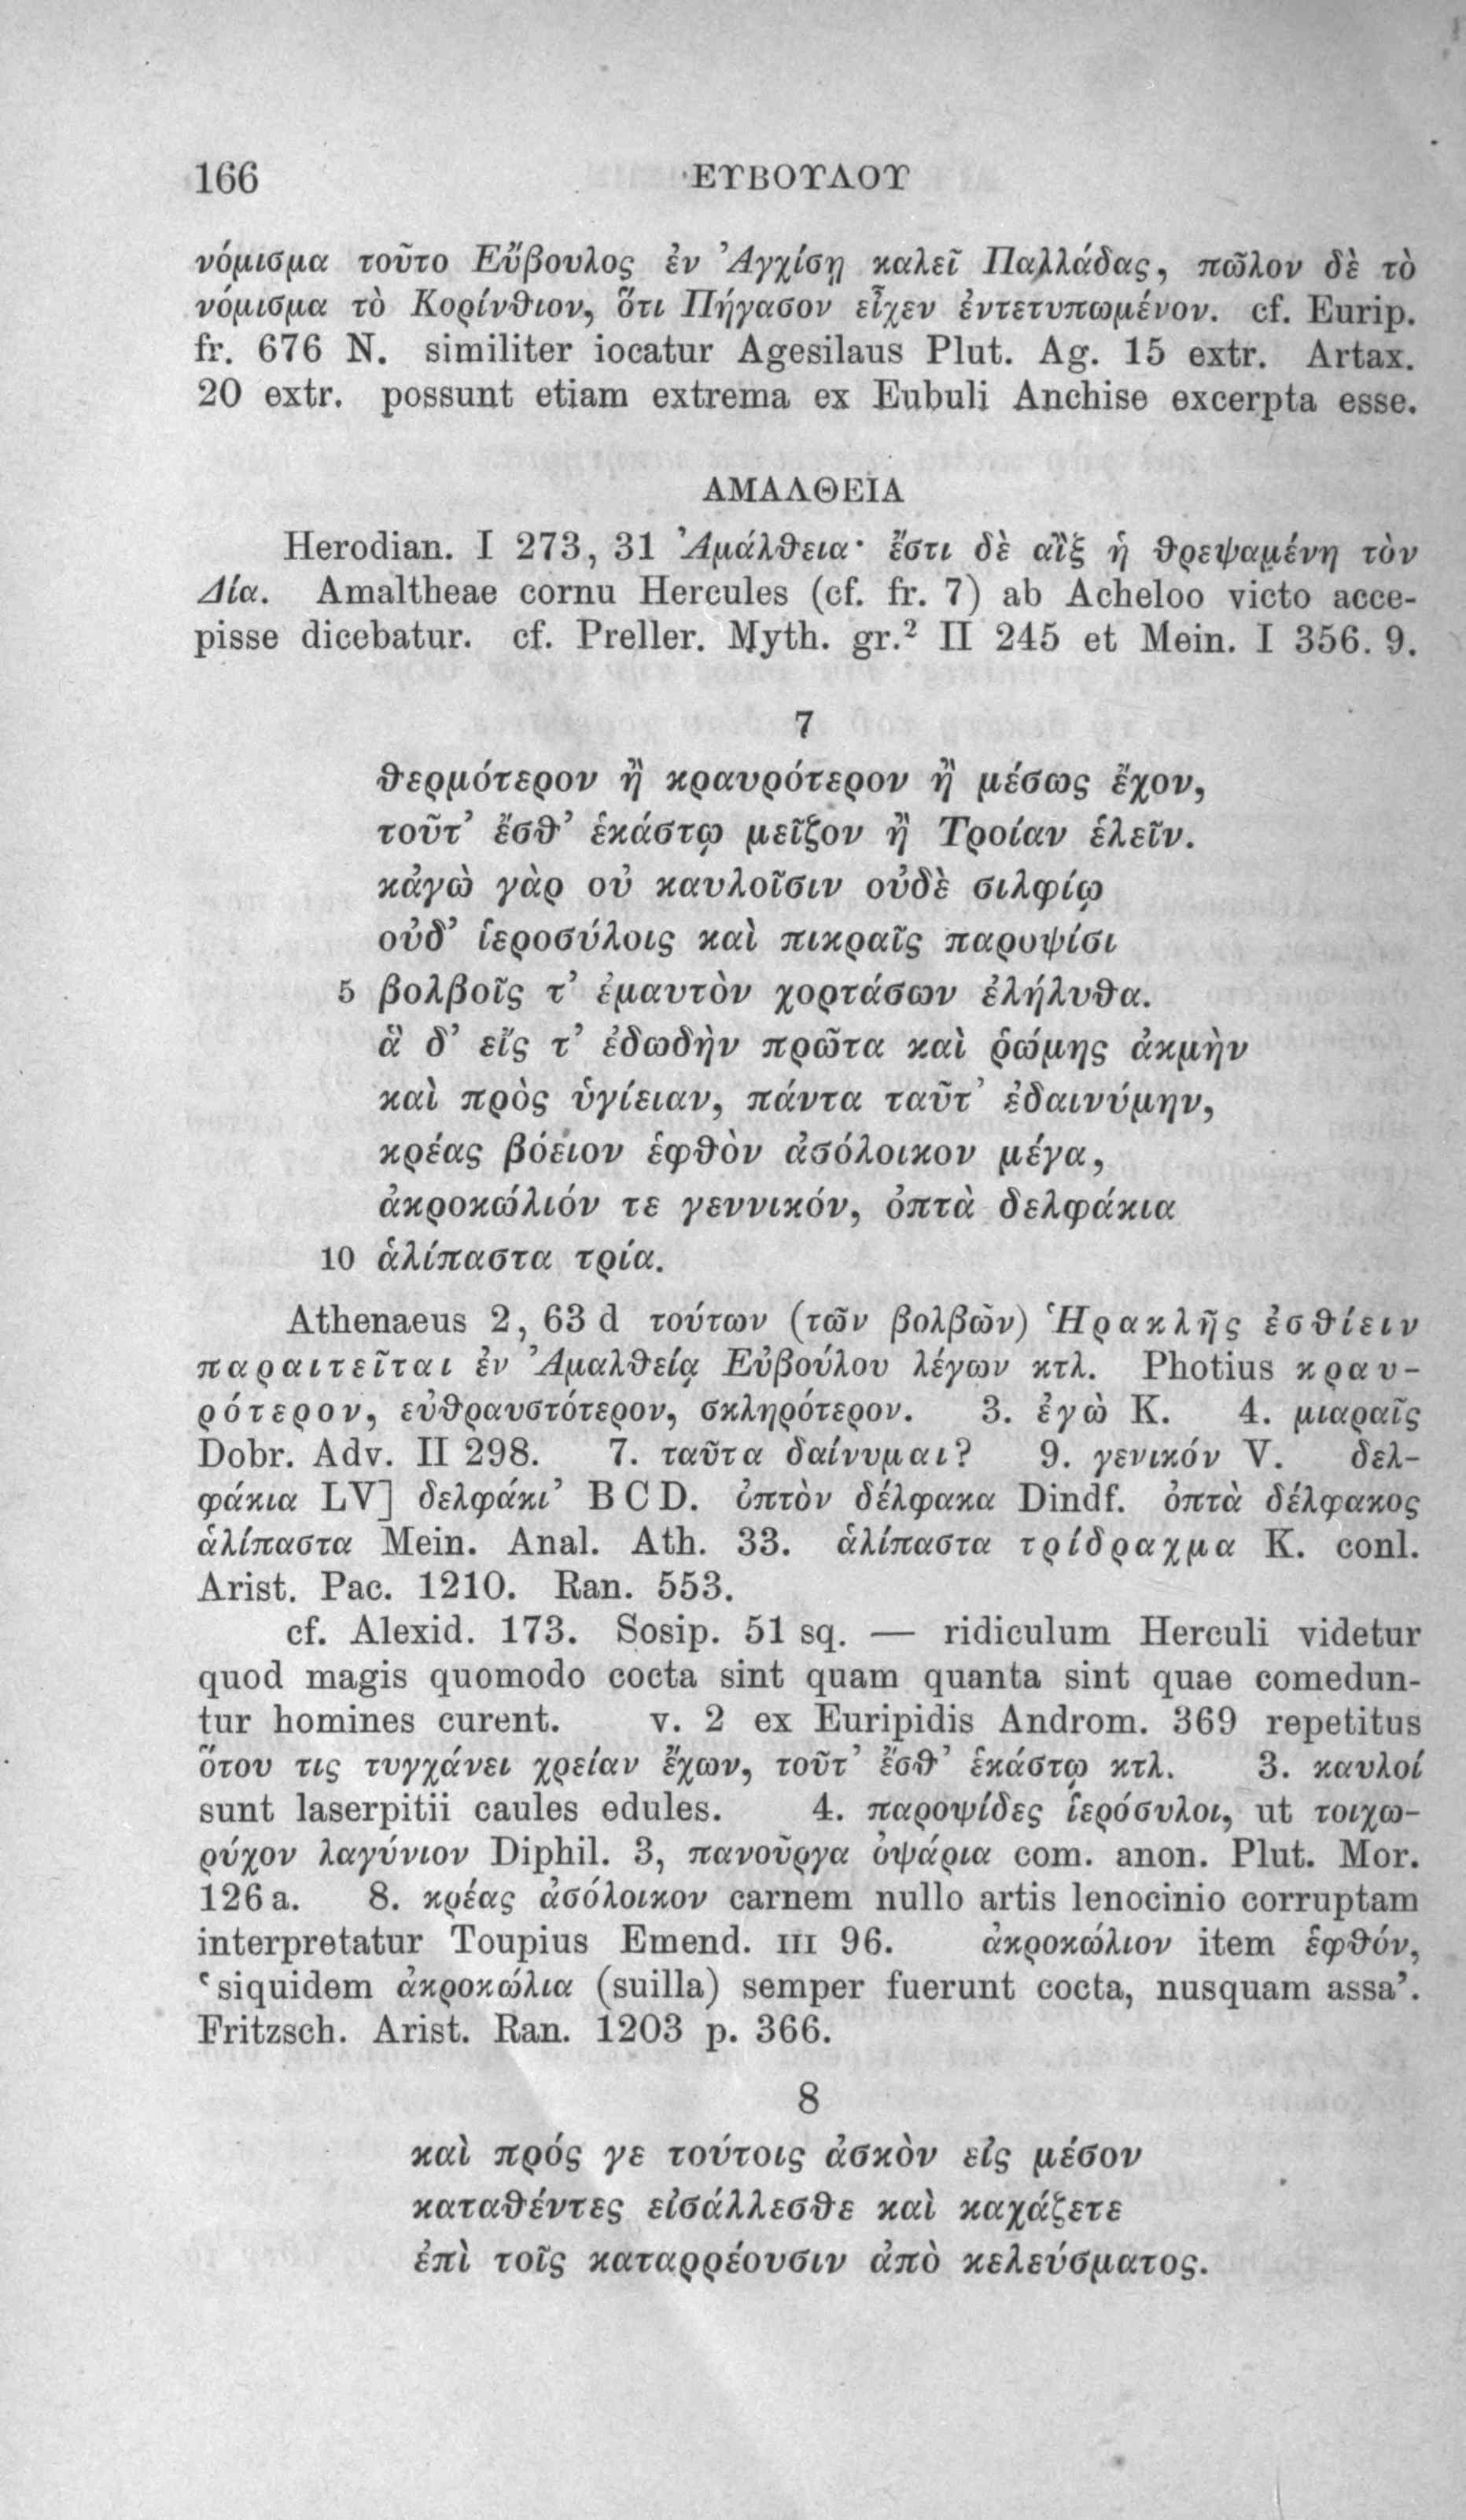 166 ΕΥΒΟΥΛΟΥ
νόμισμα τοῦτο Εὔβουλος ἐν Ἀγχίσῃ καλεῖ Παλλάδας, πῶλον δὲ τὸ
νόμισμα τὸ Κορίνθιον, ὅτι Πήγασον εἶχεν ἐντετυπωμένον. cf. Eurip.
fr. 676 N. similiter iocatur Agesilaus Plut. Ag. 15 extr. Artax.
20 extr. possunt etiam extrema ex Eubuli Anchise excerpta esse.
ΑΜΑΛΘΕΙΑ
Herodian. I 273, 31 Ἀμάλθεια· ἔστι δὲ αἲξ ἡ θρεψαμένη τὸν
Δία. Amaltheae cornu Hercules (cf. fr. 7) ab Acheloo victo acce-
pisse dicebatur. cf. Preller. Myth. gr.² II 245 et Mein. I 356. 9.
7
θερμότερον ἢ κραυρότερον ἢ μέσως ἔχον,
τοῦτ’ ἔσθ’ ἑκάστῳ μεῖζον ἢ Τροίαν ἑλεῖν.
κἀγὼ γὰρ οὐ καυλοῖσιν οὐδὲ σιλφίῳ
οὐδ’ ἱεροσύλοις καὶ πικραῖς παροψίσι
5 βολβοῖς τ’ ἐμαυτὸν χορτάσων ἐλήλυθα.
ἃ δ’ εἴς τ’ ἐδωδὴν πρῶτα καὶ ῥώμης ἀκμὴν
καὶ πρὸς ὑγίειαν, πάντα ταῦτ’ ἐδαινύμην,
κρέας βόειον ἑφθὸν ἀσόλοικον μέγα,
ἀκροκώλιόν τε γεννικόν, ὀπτὰ δελφάκια
10 ἁλίπαστα τρία.
Athenaeus 2, 63 d τούτων (τῶν βολβῶν) Ἡρακλῆς ἐσθίειν
παραιτεῖται ἐν Ἀμαλθείᾳ Εὐβούλου λέγων κτλ. Photius κραυ-
ρότερον, εὐθραυστότερον, σκληρότερον. 3. ἐγὼ K. 4. μιαραῖς
Dobr. Adv. II 298. 7. ταῦτα δαίνυμαι? 9. γενικόν V. δελ-
φάκια LV] δελφάκι’ BCD. ὀπτὸν δέλφακα Dindf. ὀπτὰ δέλφακος
ἁλίπαστα Mein. Anal. Ath. 33. ἁλίπαστα τρίδραχμα K. conl.
Arist. Pac. 1210. Ran. 553.
cf. Alexid. 173. Sosip. 51 sq. — ridiculum Herculi videtur
quod magis quomodo cocta sint quam quanta sint quae comedun-
tur homines curent. v. 2 ex Euripidis Androm. 369 repetitus
ὅτου τις τυγχάνει χρείαν ἔχων, τοῦτ’ ἔσθ’ ἑκάστῳ κτλ. 3. καυλοί
sunt laserpitii caules edules. 4. παροψίδες ἱερόσυλοι, ut τοιχω-
ρύχον λαγύνιον Diphil. 3, πανοῦργα ὀψάρια com. anon. Plut. Mor.
126 a. 8. κρέας ἀσόλοικον carnem nullo artis lenocinio corruptam
interpretatur Toupius Emend. III 96. ἀκροκώλιον item ἑφθόν,
‘siquidem ἀκροκώλια (suilla) semper fuerunt cocta, nusquam assa’.
Fritzsch. Arist. Ran. 1203 p. 366.
8
καὶ πρός γε τούτοις ἀσκὸν εἰς μέσον
καταθέντες εἰσάλλεσθε καὶ καχάζετε
ἐπὶ τοῖς καταρρέουσιν ἀπὸ κελεύσματος.